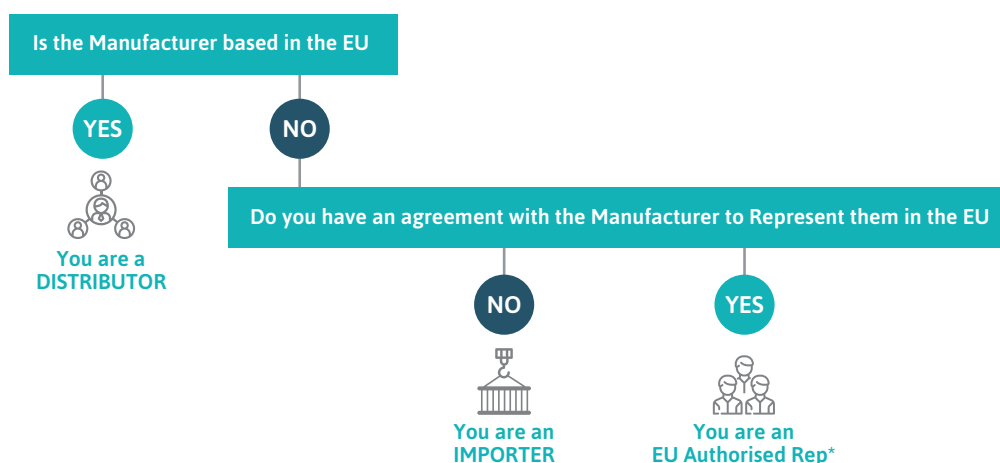 Is the Manufacturer based in the EU
YES
NO
You are a
DISTRIBUTOR
Do you have an agreement with the Manufacturer to Represent them in the EU
NO
YES
You are an
IMPORTER
You are an
EU Authorised Rep*